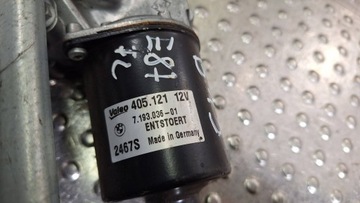 E87
Valeo 405.121 12V
7.193.036-01
ENTSTOERT
2467S Made in Germany